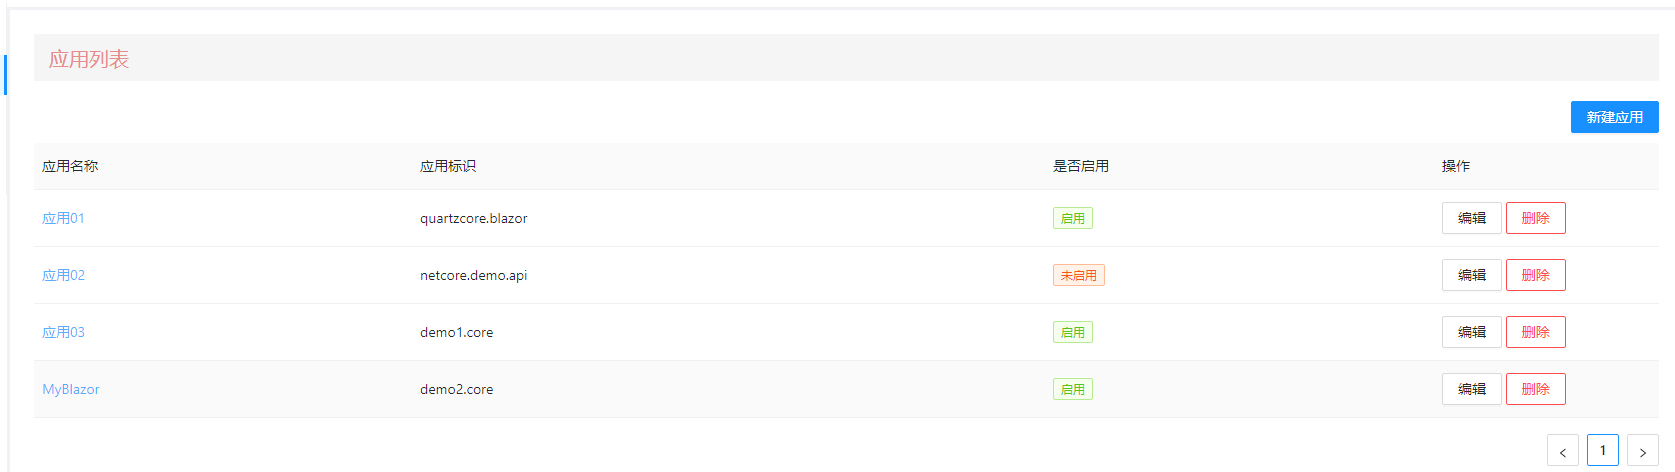 应用列表
新建应用
应用名称 应用标识 是否启用 操作
应用01 quartzcore.blazor 启用 编辑 删除
应用02 netcore.demo.api 未启用 编辑 删除
应用03 demo1.core 启用 编辑 删除
MyBlazor demo2.core 启用 编辑 删除
< 1 >